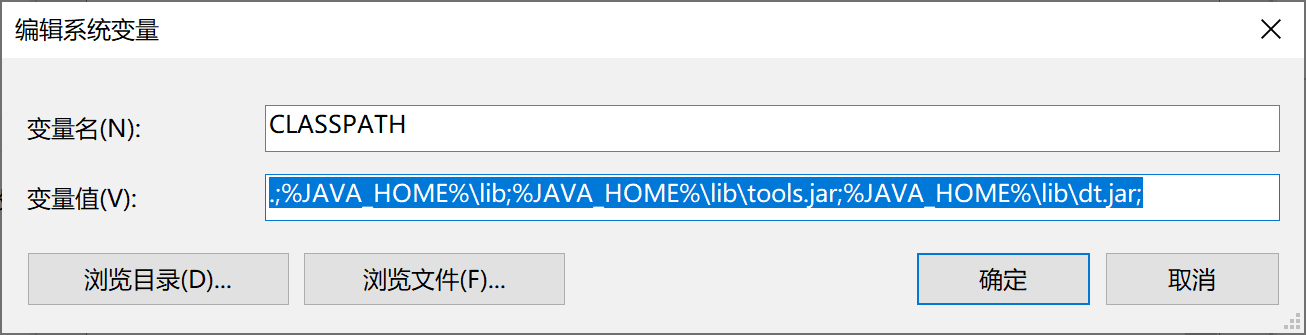 编辑系统变量
变量名(N):
CLASSPATH
变量值(V):
.;%JAVA_HOME%\lib;%JAVA_HOME%\lib\tools.jar;%JAVA_HOME%\lib\dt.jar;
浏览目录(D)...
浏览文件(F)...
确定
取消